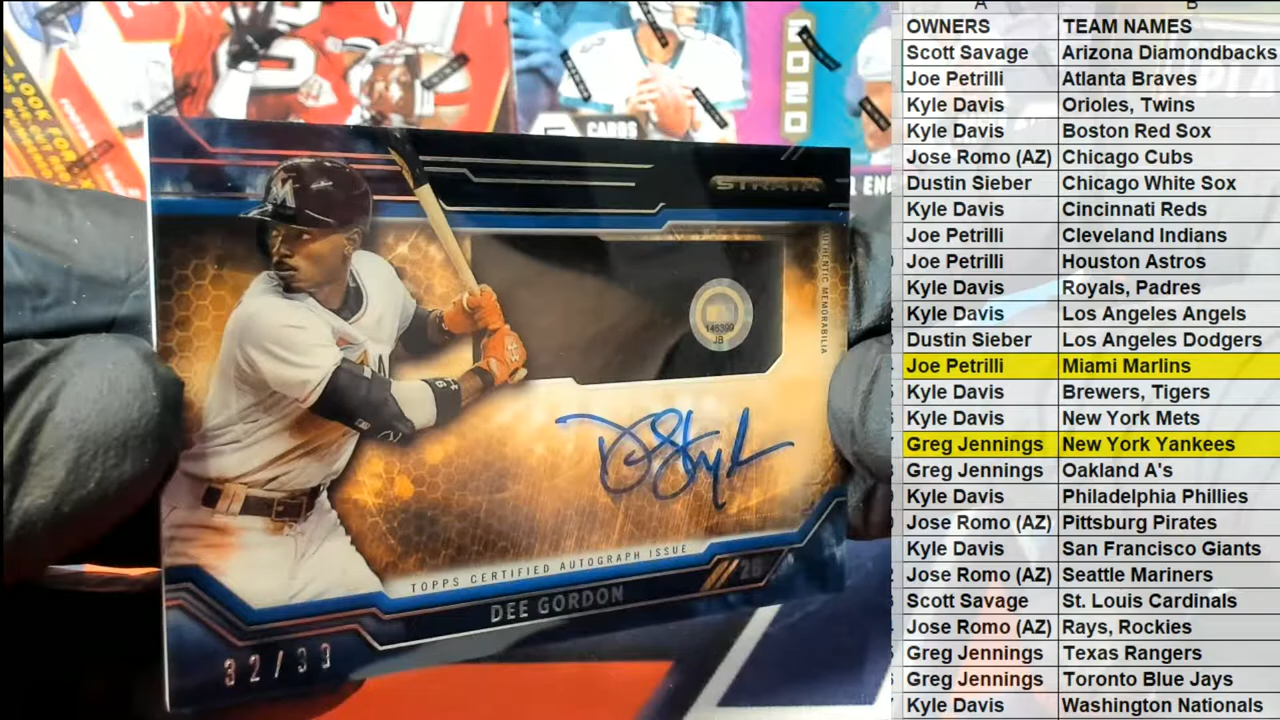 LOOK FOR
2020
CARDS
STRATA
AUTHENTIC MEMORABILIA
146399
JB
TOPPS CERTIFIED AUTOGRAPH ISSUE
DEE GORDON
2B
32/99
A B
OWNERS TEAM NAMES
Scott Savage Arizona Diamondbacks
Joe Petrilli Atlanta Braves
Kyle Davis Orioles, Twins
Kyle Davis Boston Red Sox
Jose Romo (AZ) Chicago Cubs
Dustin Sieber Chicago White Sox
Kyle Davis Cincinnati Reds
Joe Petrilli Cleveland Indians
Joe Petrilli Houston Astros
Kyle Davis Royals, Padres
Kyle Davis Los Angeles Angels
Dustin Sieber Los Angeles Dodgers
Joe Petrilli Miami Marlins
Kyle Davis Brewers, Tigers
Kyle Davis New York Mets
Greg Jennings New York Yankees
Greg Jennings Oakland A's
Kyle Davis Philadelphia Phillies
Jose Romo (AZ) Pittsburg Pirates
Kyle Davis San Francisco Giants
Jose Romo (AZ) Seattle Mariners
Scott Savage St. Louis Cardinals
Jose Romo (AZ) Rays, Rockies
Greg Jennings Texas Rangers
Greg Jennings Toronto Blue Jays
Kyle Davis Washington Nationals